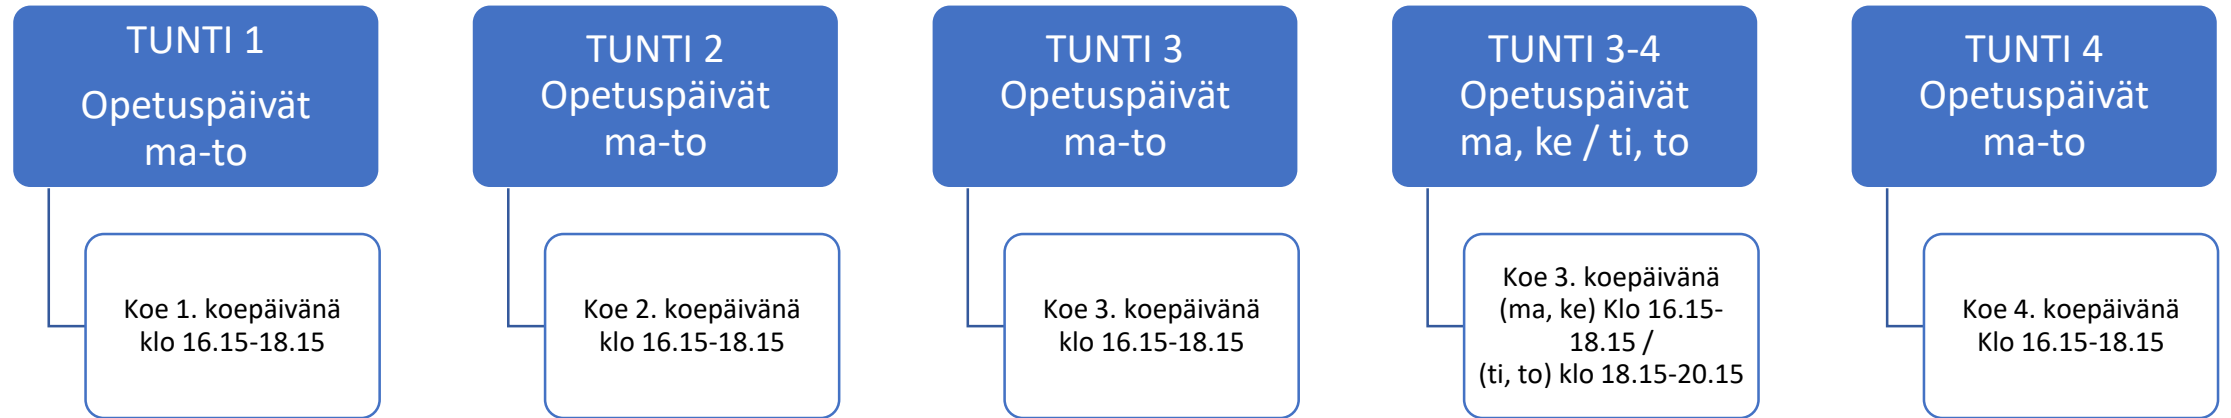 TUNTI 1
Opetuspäivät
ma-to
Koe 1. koepäivänä
klo 16.15-18.15
TUNTI 2
Opetuspäivät
ma-to
Koe 2. koepäivänä
klo 16.15-18.15
TUNTI 3
Opetuspäivät
ma-to
Koe 3. koepäivänä
klo 16.15-18.15
TUNTI 3-4
Opetuspäivät
ma, ke / ti, to
Koe 3. koepäivänä
(ma, ke) Klo 16.15-
18.15 /
(ti, to) klo 18.15-20.15
TUNTI 4
Opetuspäivät
ma-to
Koe 4. koepäivänä
Klo 16.15-18.15